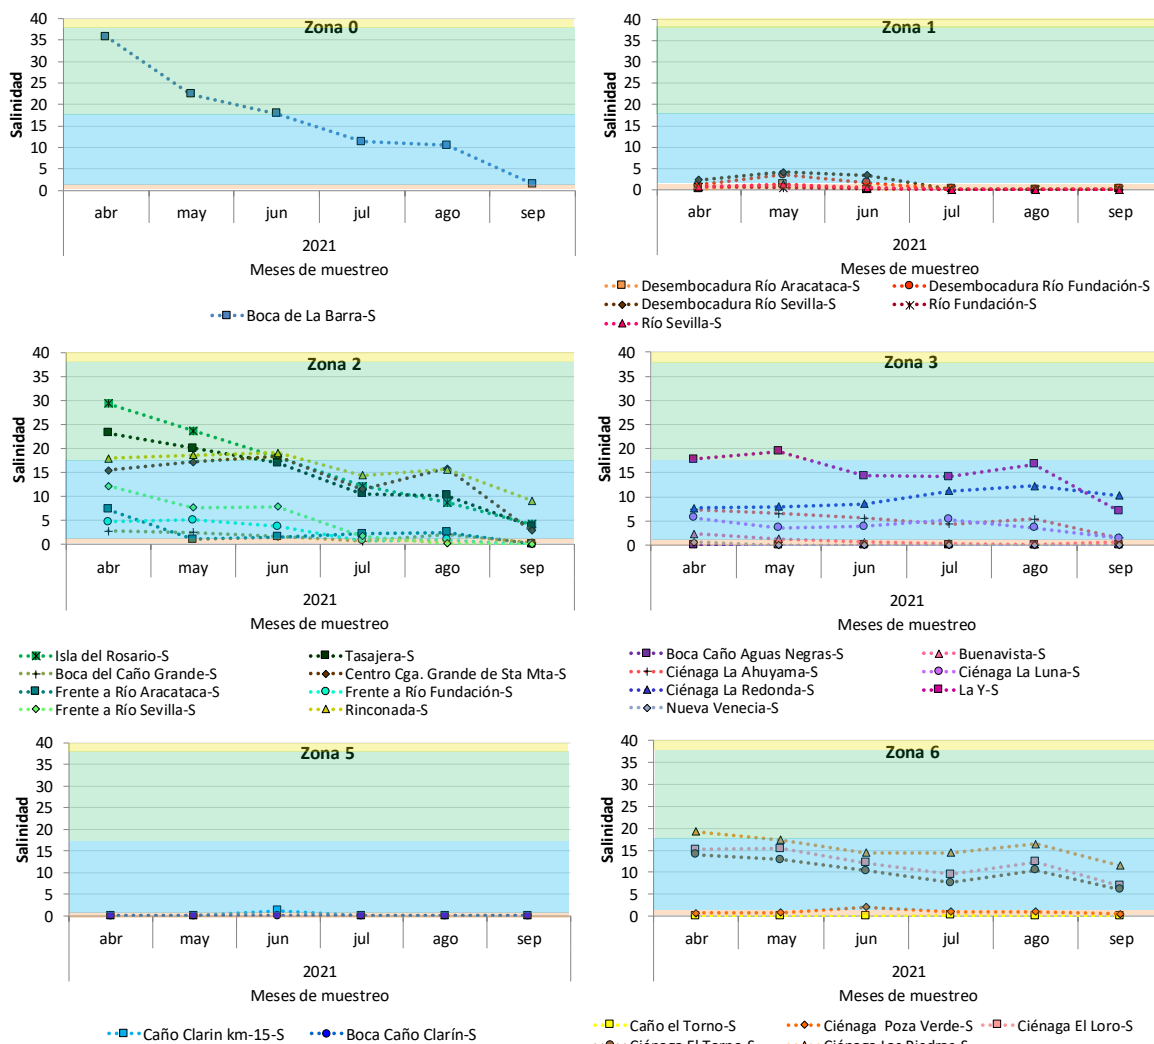 Zona 0
Salinidad
40
35
30
25
20
15
10
5
0
abr may jun jul ago sep
2021
Meses de muestreo
Boca de La Barra-S
Zona 1
Salinidad
40
35
30
25
20
15
10
5
0
abr may jun jul ago sep
2021
Meses de muestreo
Desembocadura Río Aracataca-S Desembocadura Río Fundación-S
Desembocadura Río Sevilla-S Río Fundación-S
Río Sevilla-S
Zona 2
Salinidad
40
35
30
25
20
15
10
5
0
abr may jun jul ago sep
2021
Meses de muestreo
Isla del Rosario-S Tasajera-S
Boca del Caño Grande-S Centro Cga. Grande de Sta Mta-S
Frente a Río Aracataca-S Frente a Río Fundación-S
Frente a Río Sevilla-S Rinconada-S
Zona 3
Salinidad
40
35
30
25
20
15
10
5
0
abr may jun jul ago sep
2021
Meses de muestreo
Boca Caño Aguas Negras-S Buenavista-S
Ciénaga La Ahuyama-S Ciénaga La Luna-S
Ciénaga La Redonda-S La Y-S
Nueva Venecia-S
Zona 5
Salinidad
40
35
30
25
20
15
10
5
0
abr may jun jul ago sep
2021
Meses de muestreo
Caño Clarin km-15-S Boca Caño Clarín-S
Zona 6
Salinidad
40
35
30
25
20
15
10
5
0
abr may jun jul ago sep
2021
Meses de muestreo
Caño el Torno-S Ciénaga Poza Verde-S Ciénaga El Loro-S
Ciénaga El Torno-S Ciénaga Las Piedras-S